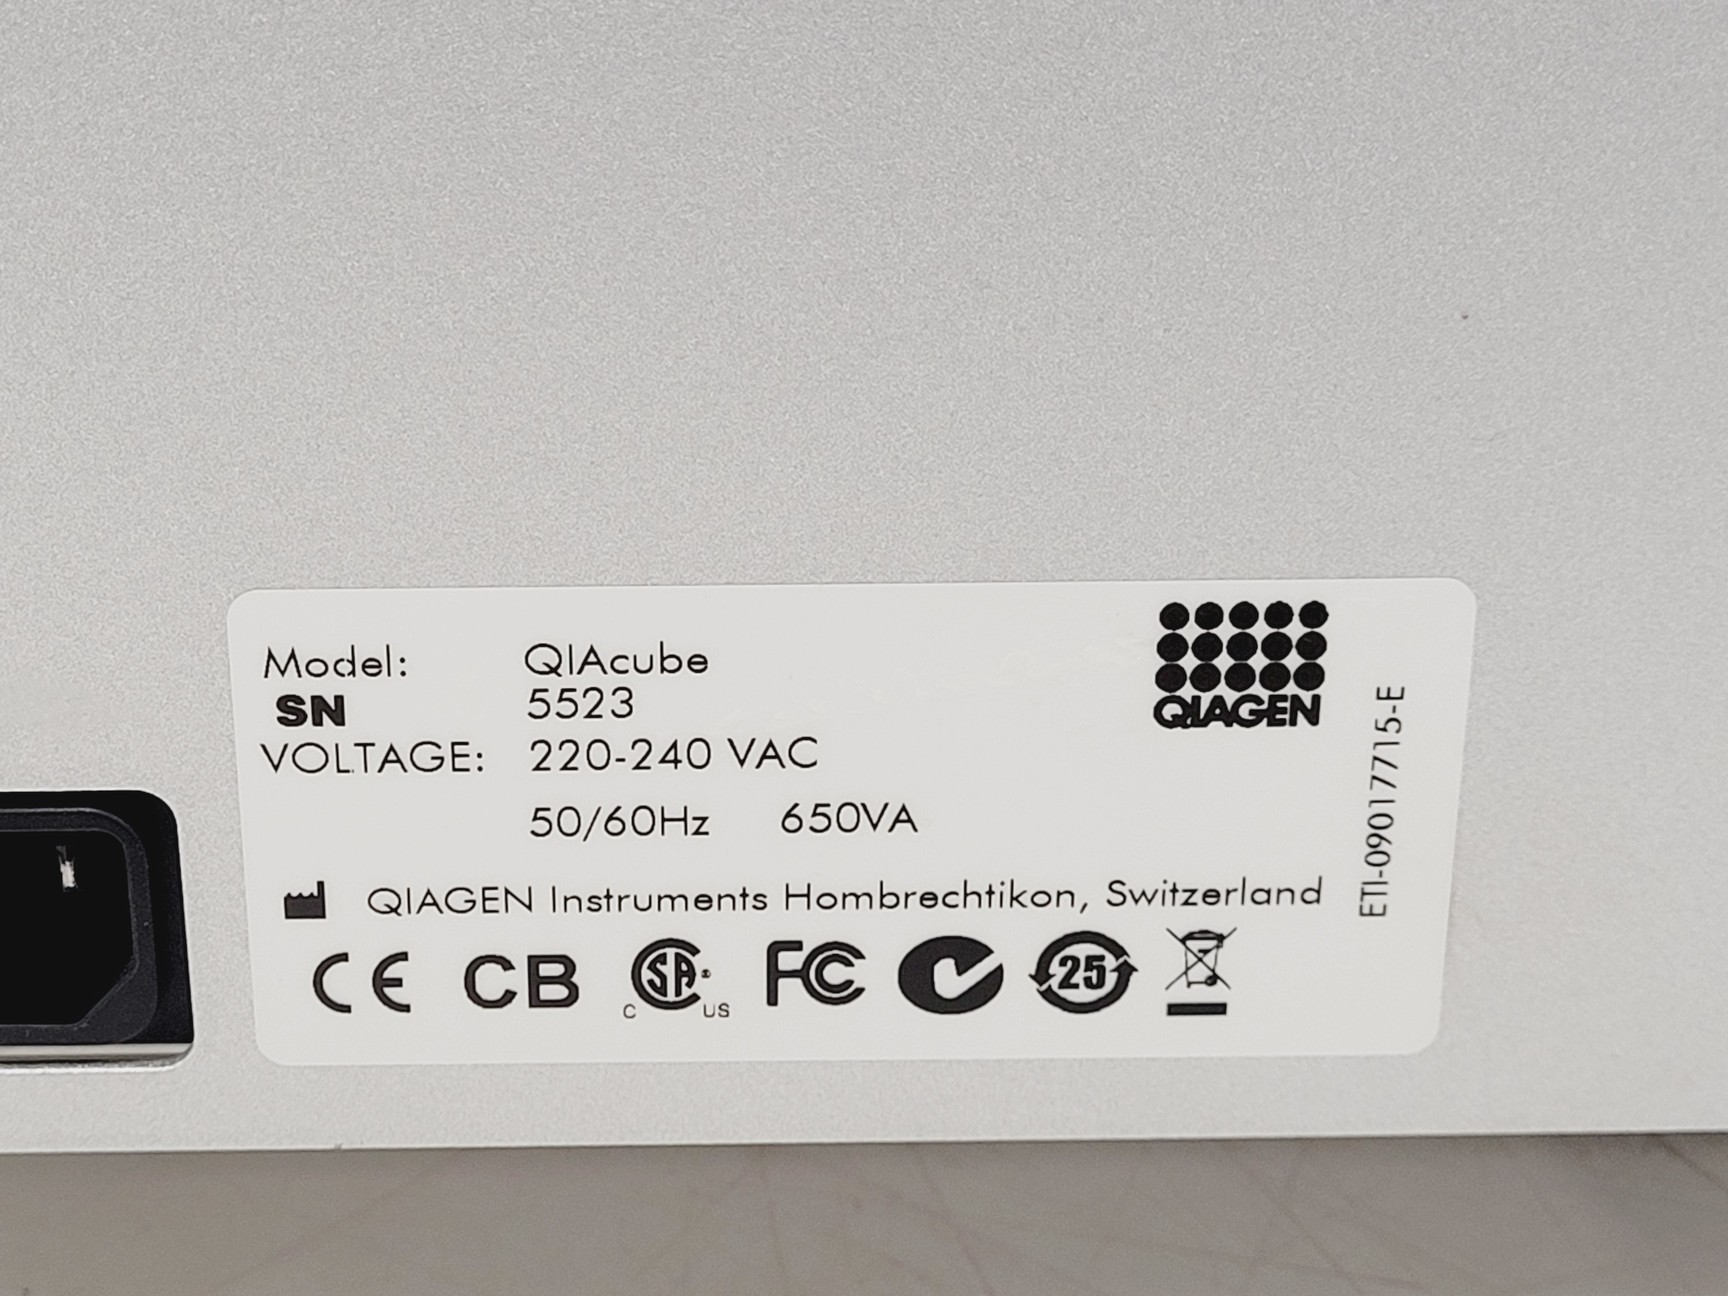 Model: QIAcube
SN 5523
VOLTAGE: 220-240 VAC
50/60Hz 650VA
QIAGEN Instruments Hombrechtikon, Switzerland
CE CB C SA® US FC 25
QIAGEN
ETI-09017715-E